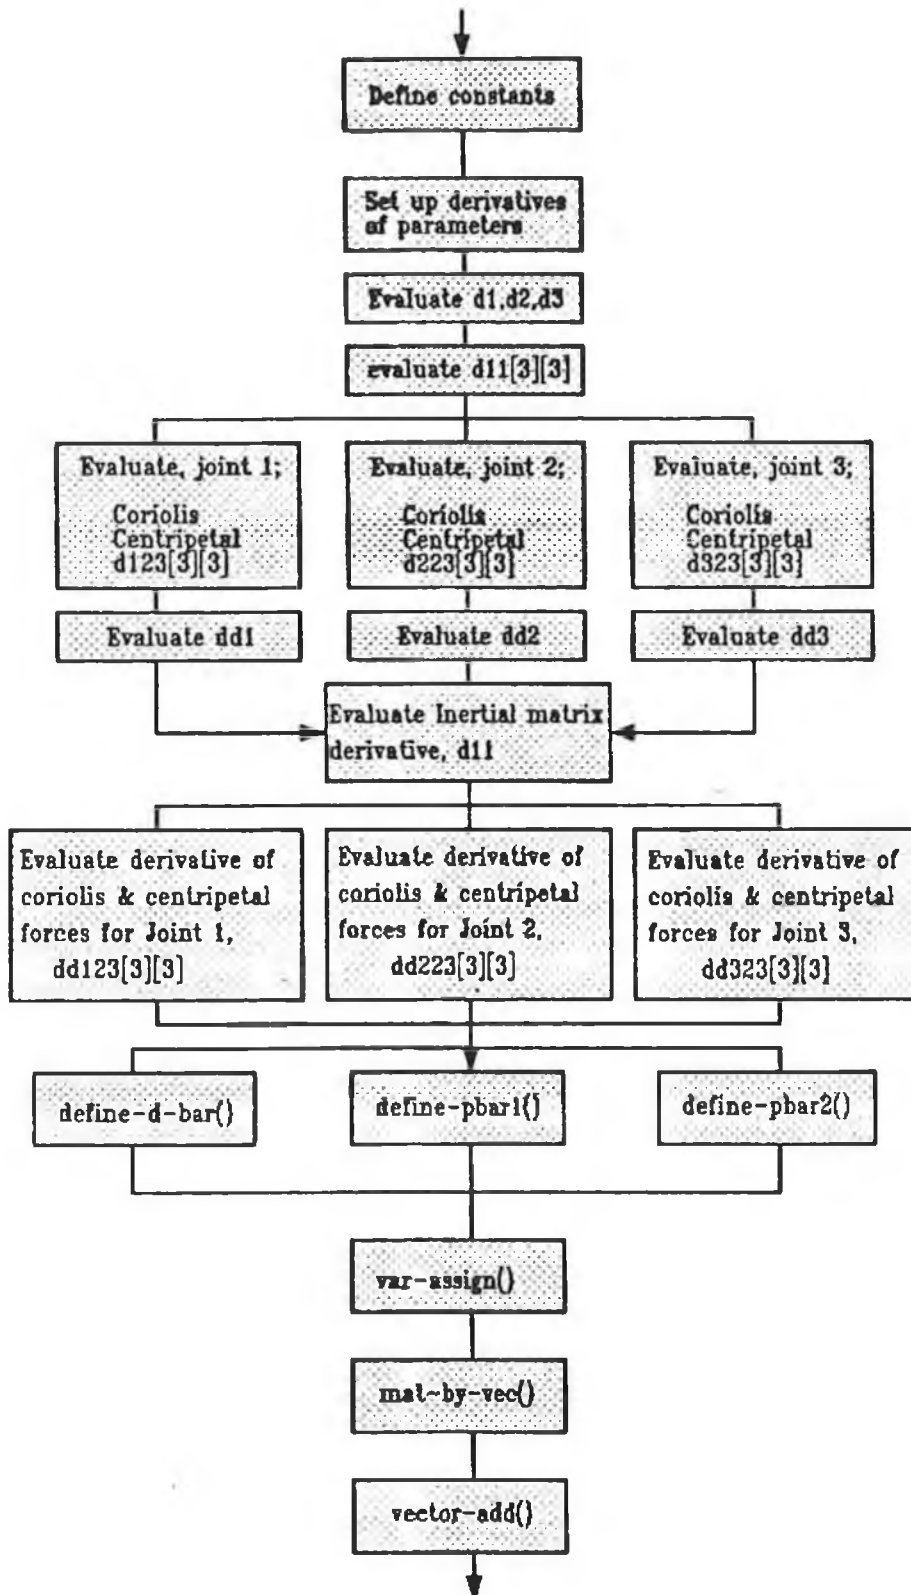 Define constants
Set up derivatives
of parameters
Evaluate d1,d2,d3
evaluate d11[3][3]
Evaluate, joint 1;
Coriolis
Centripetal
d123[3][3]
Evaluate, joint 2;
Coriolis
Centripetal
d223[3][3]
Evaluate, joint 3;
Coriolis
Centripetal
d323[3][3]
Evaluate dd1
Evaluate dd2
Evaluate dd3
Evaluate Inertial matrix
derivative, d11
Evaluate derivative of
coriolis & centripetal
forces for Joint 1,
dd123[3][3]
Evaluate derivative of
coriolis & centripetal
forces for Joint 2,
dd223[3][3]
Evaluate derivative of
coriolis & centripetal
forces for Joint 3,
dd323[3][3]
define-d-bar()
define-pbar1()
define-pbar2()
var-assign()
mat-by-vec()
vector-add()